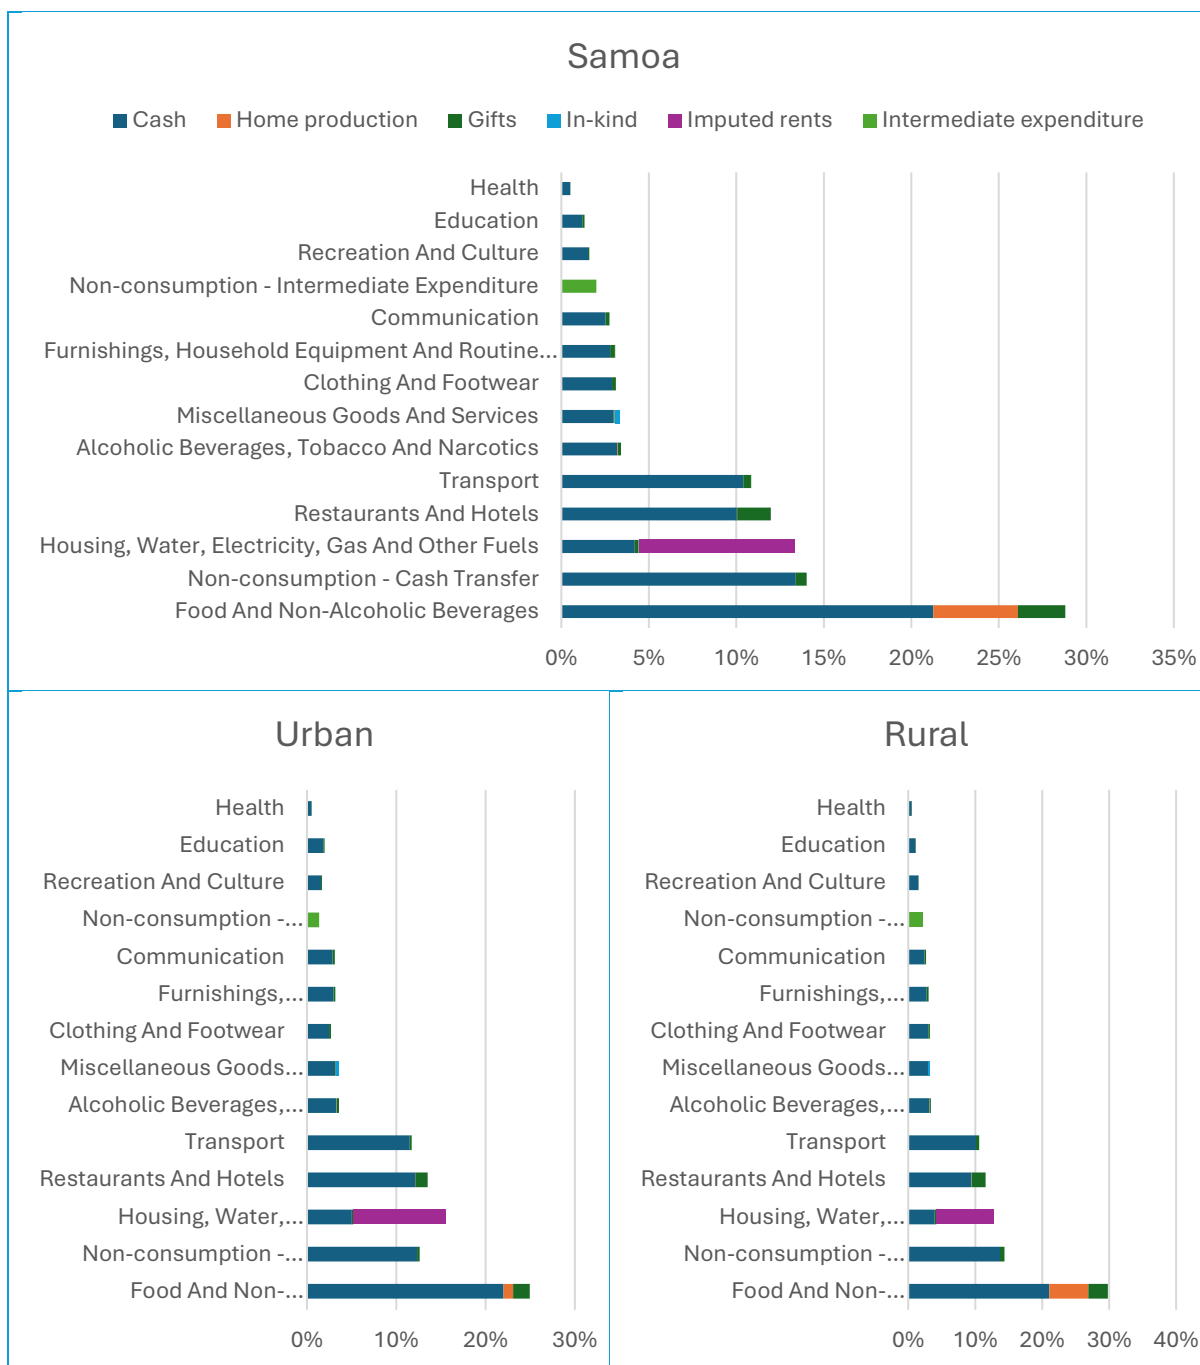 Samoa
Cash Home production Gifts In-kind Imputed rents Intermediate expenditure
Health
Education
Recreation And Culture
Non-consumption - Intermediate Expenditure
Communication
Furnishings, Household Equipment And Routine...
Clothing And Footwear
Miscellaneous Goods And Services
Alcoholic Beverages, Tobacco And Narcotics
Transport
Restaurants And Hotels
Housing, Water, Electricity, Gas And Other Fuels
Non-consumption - Cash Transfer
Food And Non-Alcoholic Beverages
0% 5% 10% 15% 20% 25% 30% 35%
Urban
Health
Education
Recreation And Culture
Non-consumption -...
Communication
Furnishings,...
Clothing And Footwear
Miscellaneous Goods...
Alcoholic Beverages,...
Transport
Restaurants And Hotels
Housing, Water,...
Non-consumption -...
Food And Non-...
0% 10% 20% 30%
Rural
Health
Education
Recreation And Culture
Non-consumption -...
Communication
Furnishings,...
Clothing And Footwear
Miscellaneous Goods...
Alcoholic Beverages,...
Transport
Restaurants And Hotels
Housing, Water,...
Non-consumption -...
Food And Non-...
0% 10% 20% 30% 40%